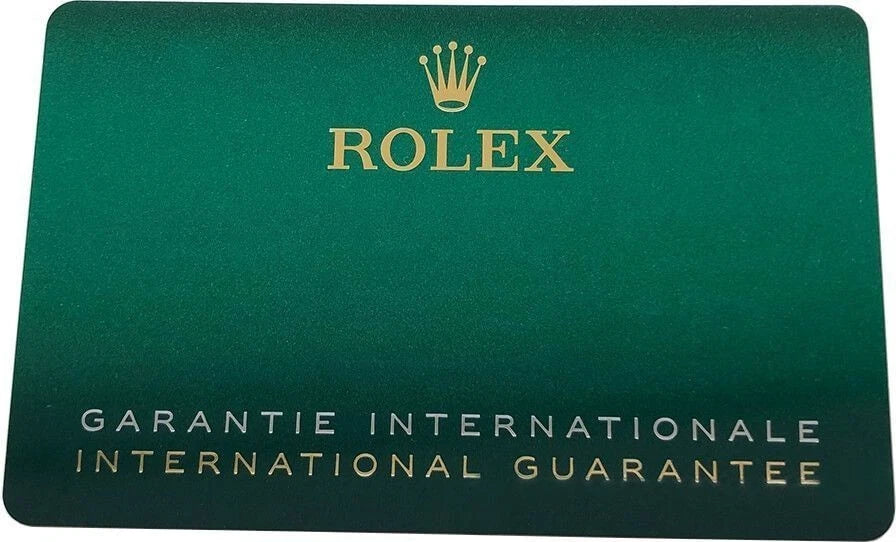 ROLEX
GARANTIE INTERNATIONALE
INTERNATIONAL GUARANTEE